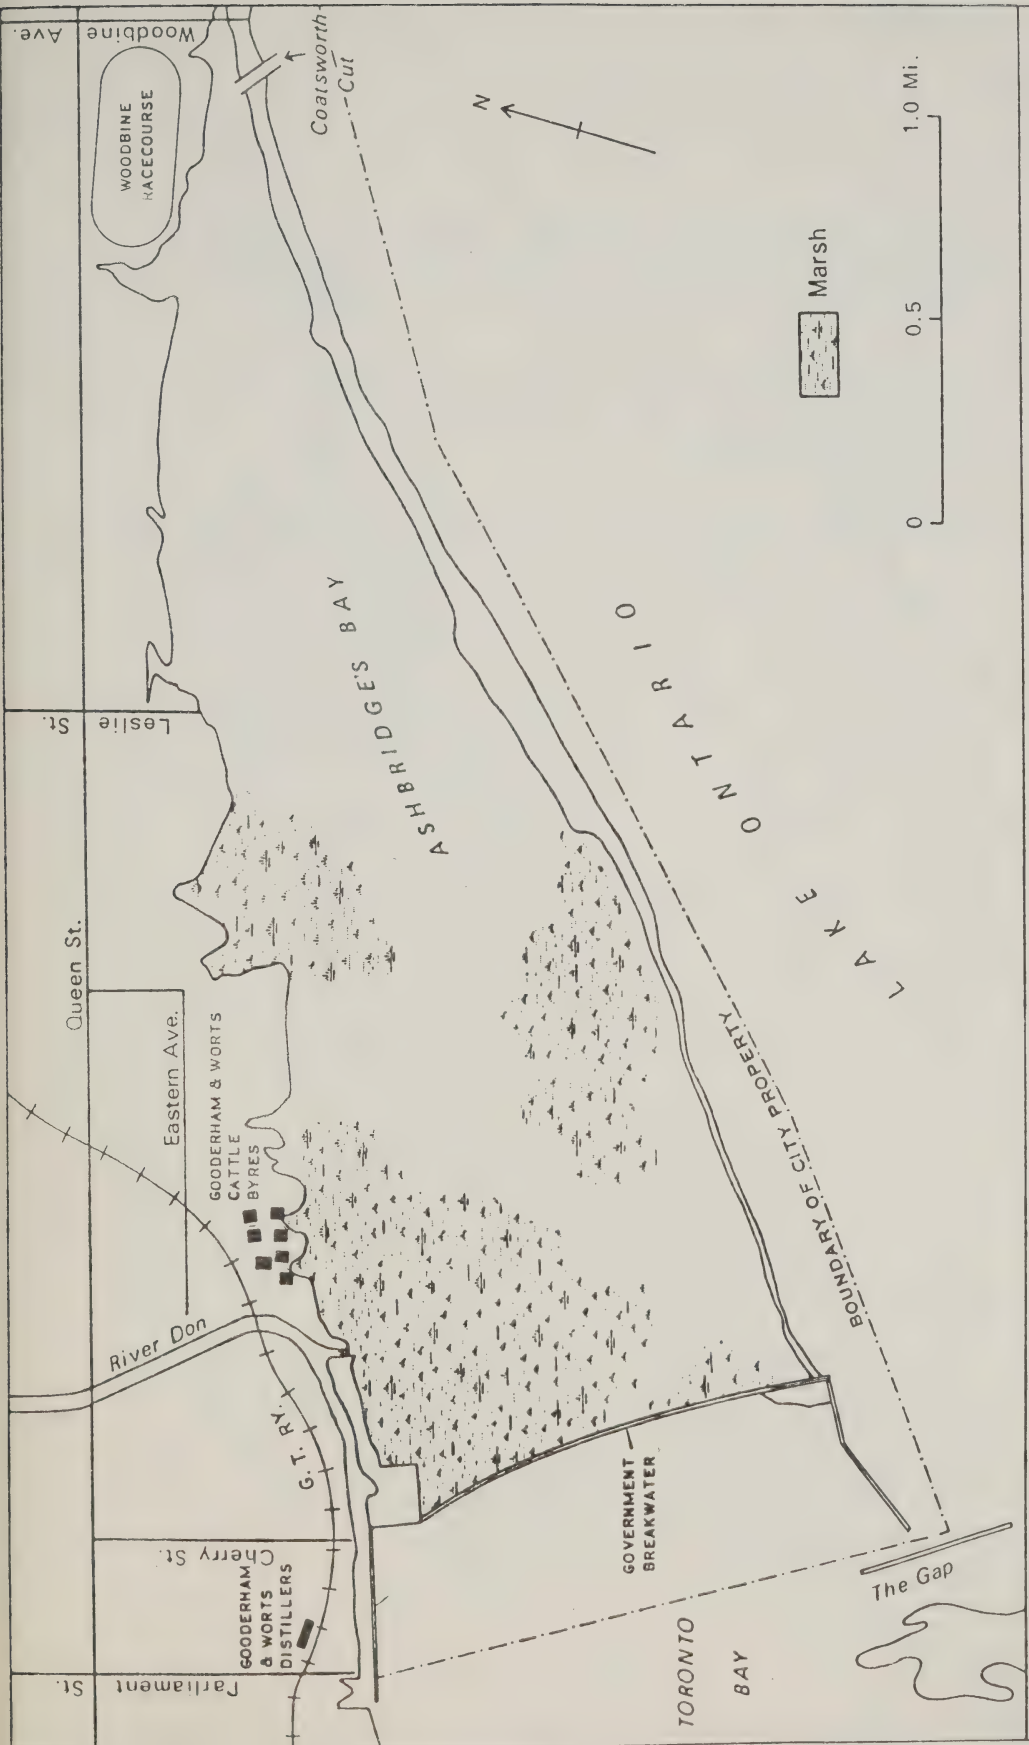 Woodbine Ave.
WOODBINE
RACECOURSE
Coatsworth
Cut
N
1.0 Mi.
0.5
0
Marsh
Leslie St.
ASHBRIDGE'S BAY
LAKE ONTARIO
Queen St.
Eastern Ave.
GOODERHAM & WORTS
CATTLE
BYRES
River Don
G. T. RY.
BOUNDARY OF CITY PROPERTY
GOVERNMENT
BREAKWATER
Cherry St.
GOODERHAM
& WORTS
DISTILLERS
Parliament St.
TORONTO
BAY
The Gap